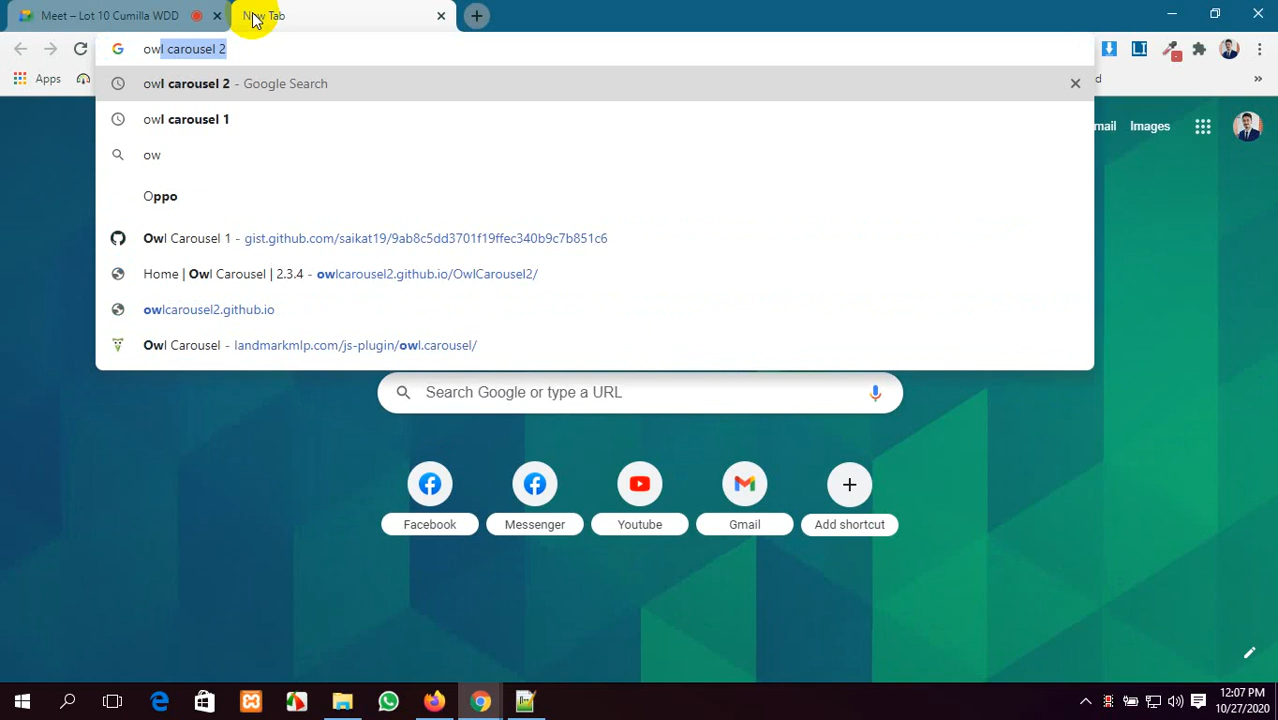 Meet – Lot 10 Cumilla WDD
New Tab
owl carousel 2
owl carousel 2 - Google Search
owl carousel 1
ow
Oppo
Owl Carousel 1 - gist.github.com/saikat19/9ab8c5dd3701f19ffec340b9c7b851c6
Home | Owl Carousel | 2.3.4 - owlcarousel2.github.io/OwlCarousel2/
owlcarousel2.github.io
Owl Carousel - landmarkmlp.com/js-plugin/owl.carousel/
Apps
LI
d
»
mail Images
Search Google or type a URL
Facebook Messenger Youtube Gmail Add shortcut
12:07 PM
10/27/2020